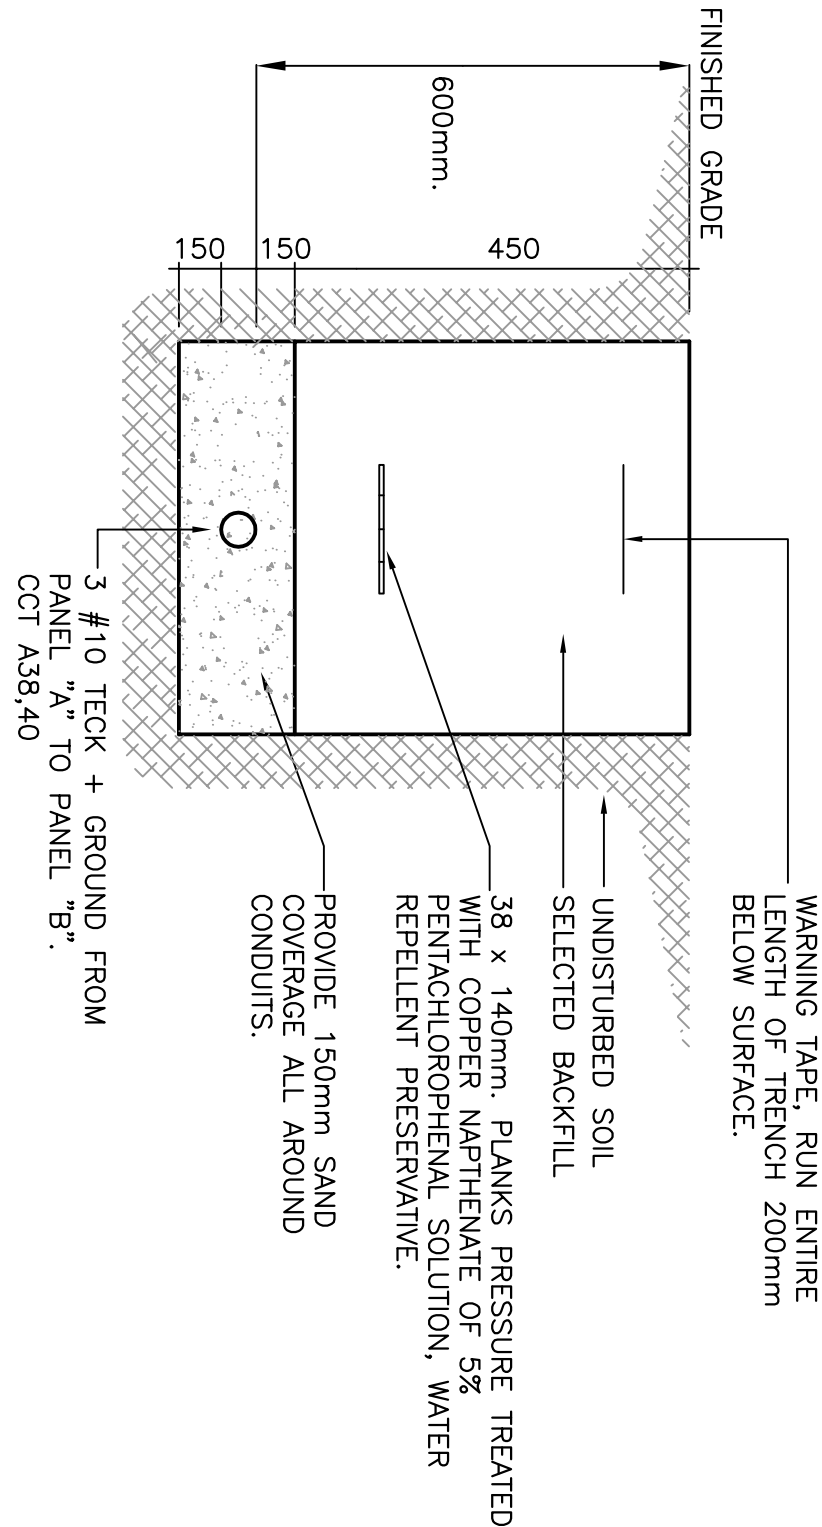 FINISHED GRADE
600mm.
150
150
450
WARNING TAPE, RUN ENTIRE
LENGTH OF TRENCH 200mm
BELOW SURFACE.
UNDISTURBED SOIL
SELECTED BACKFILL
38 x 140mm. PLANKS PRESSURE TREATED
WITH COPPER NAPTHENATE OF 5%
PENTACHLOROPHENAL SOLUTION, WATER
REPELLENT PRESERVATIVE.
PROVIDE 150mm SAND
COVERAGE ALL AROUND
CONDUITS.
3 #10 TECK + GROUND FROM
PANEL "A" TO PANEL "B".
CCT A38,40